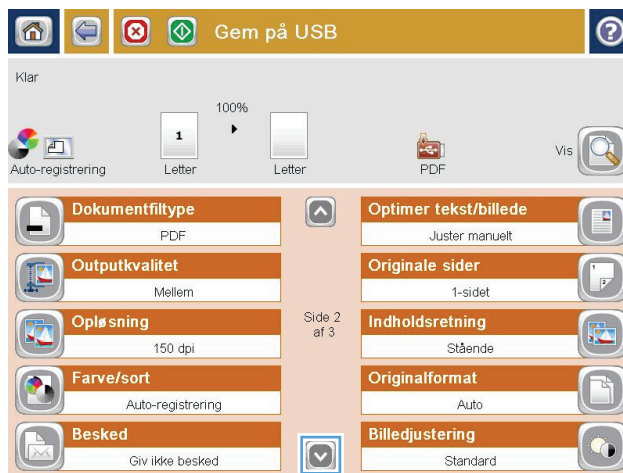 Gem på USB
?
Klar
100%
1
Auto-registrering
Letter
Letter
PDF
Vis
Dokumentfiltype
PDF
Outputkvalitet
Mellem
Opløsning
150 dpi
Farve/sort
Auto-registrering
Besked
Giv ikke besked
Side 2
af 3
Optimer tekst/billede
Juster manuelt
Originale sider
1-sidet
1
2
Indholdsretning
Stående
Originalformat
Auto
Billedjustering
Standard